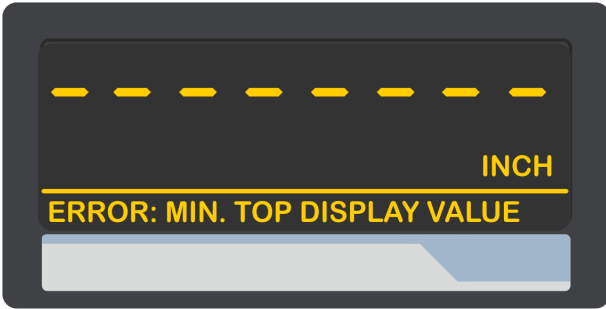 - - - - - - - -
INCH
ERROR: MIN. TOP DISPLAY VALUE